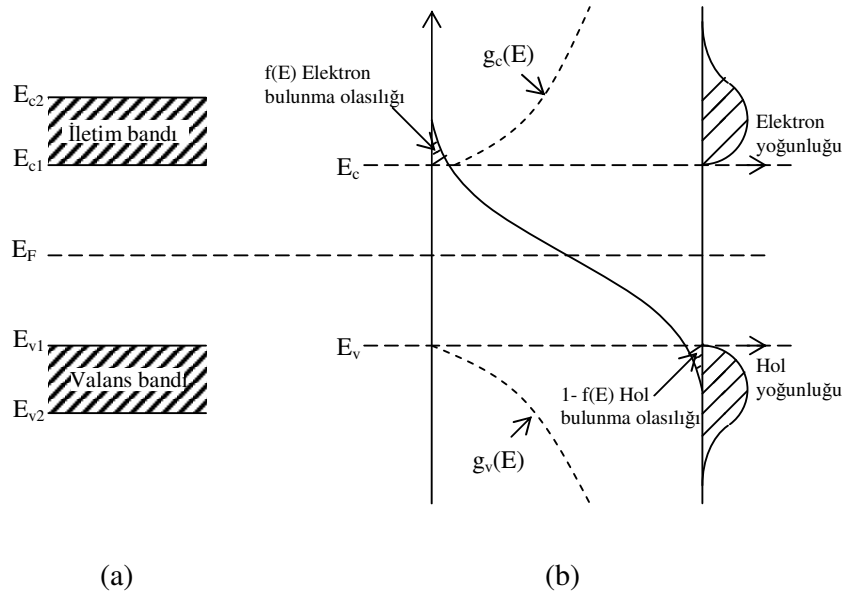 E_c2
İletim bandı
E_c1
E_F
E_v1
Valans bandı
E_v2
(a)
f(E) Elektron
bulunma olasılığı
g_c(E)
E_c
Elektron
yoğunluğu
E_v
1- f(E) Hol
bulunma olasılığı
g_v(E)
Hol
yoğunluğu
(b)